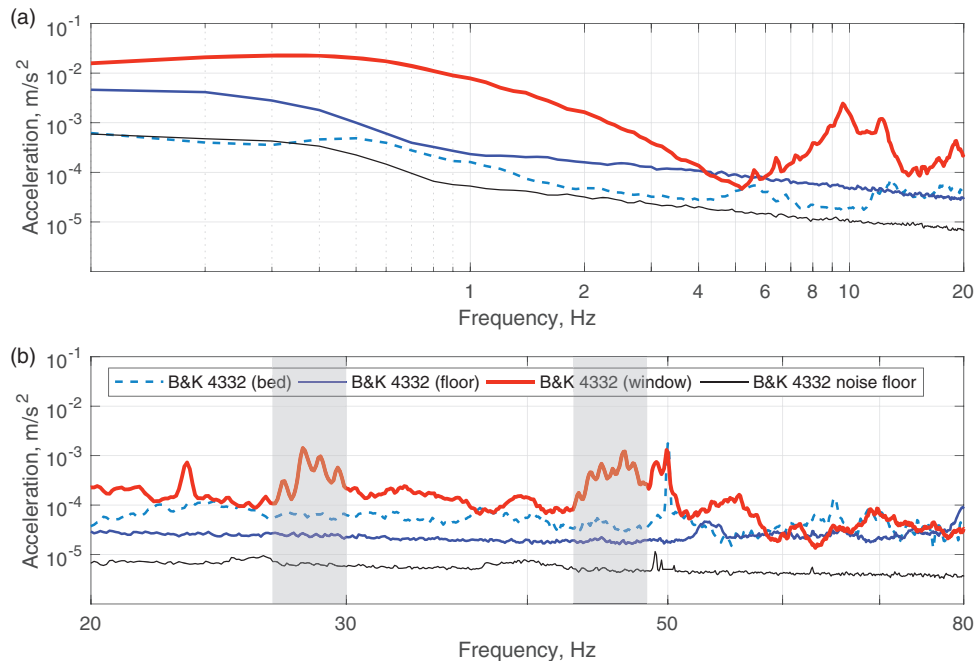 (a)
10^-1
10^-2
10^-3
10^-4
10^-5
Acceleration, m/s^2
1 2 4 6 8 10 20
Frequency, Hz
(b)
10^-1
10^-2
10^-3
10^-4
10^-5
Acceleration, m/s^2
B&K 4332 (bed) B&K 4332 (floor) B&K 4332 (window) B&K 4332 noise floor
20 30 50 80
Frequency, Hz